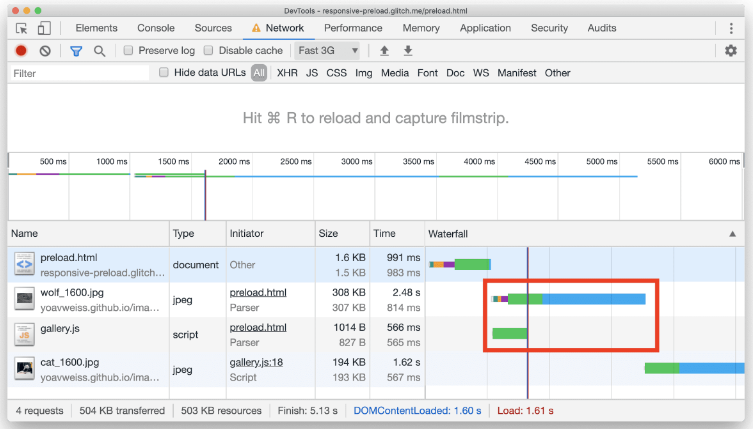 DevTools - responsive-preload.glitch.me/preload.html
Elements Console Sources Network Performance Memory Application Security Audits
Preserve log Disable cache Fast 3G
Filter Hide data URLs All XHR JS CSS Img Media Font Doc WS Manifest Other
Hit ⌘ R to reload and capture filmstrip.
500 ms 1000 ms 1500 ms 2000 ms 2500 ms 3000 ms 3500 ms 4000 ms 4500 ms 5000 ms 5500 ms 6000 ms
Name Type Initiator Size Time Waterfall
preload.html document Other 1.6 KB 991 ms
responsive-preload.glitch... 1.5 KB 983 ms
wolf_1600.jpg jpeg preload.html 308 KB 2.48 s
yoavweiss.github.io/ima... Parser 307 KB 814 ms
gallery.js script preload.html 1014 B 566 ms
JS Parser 827 B 565 ms
cat_1600.jpg jpeg gallery.js:18 194 KB 1.62 s
yoavweiss.github.io/ima... Script 193 KB 567 ms
4 requests 504 KB transferred 503 KB resources Finish: 5.13 s DOMContentLoaded: 1.60 s Load: 1.61 s